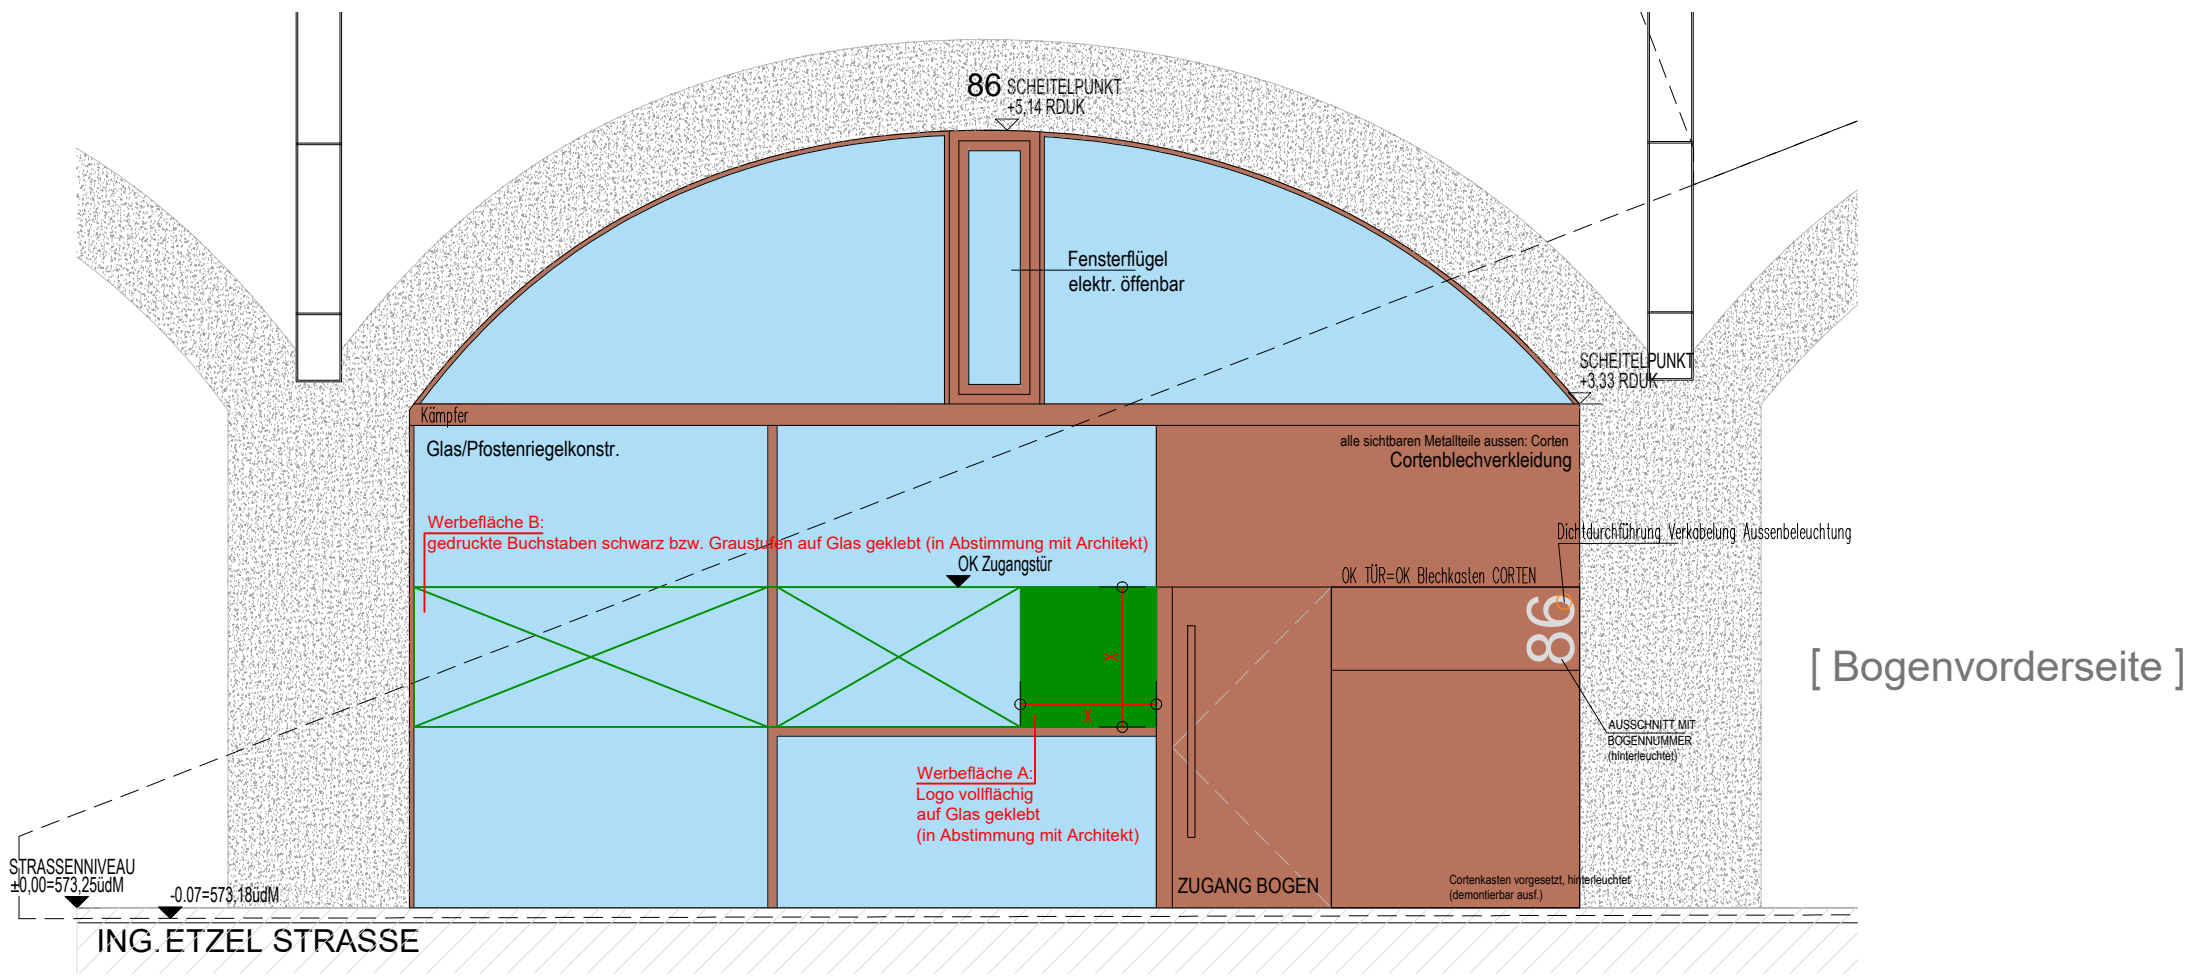 86 SCHEITELPUNKT
+5,14 RDUK
Fensterflügel
elektr. öffenbar
SCHEITELPUNKT
+3,33 RDUK
Kämpfer
Glas/Pfostenriegelkonstr.
alle sichtbaren Metallteile aussen: Corten
Cortenblechverkleidung
Werbefläche B:
gedruckte Buchstaben schwarz bzw. Graustufen auf Glas geklebt (in Abstimmung mit Architekt)
OK Zugangstür
Dichtdurchführung Verkabelung Aussenbeleuchtung
OK TÜR=OK Blechkasten CORTEN
86
x
x
[ Bogenvorderseite ]
AUSSCHNITT MIT
BOGENNUMMER
(hinterleuchtet)
Werbefläche A:
Logo vollflächig
auf Glas geklebt
(in Abstimmung mit Architekt)
STRASSENNIVEAU
±0,00=573,25üdM
-0.07=573,18üdM
ZUGANG BOGEN
Cortenkasten vorgesetzt, hinterleuchtet
(demontierbar ausf.)
ING.ETZEL STRASSE